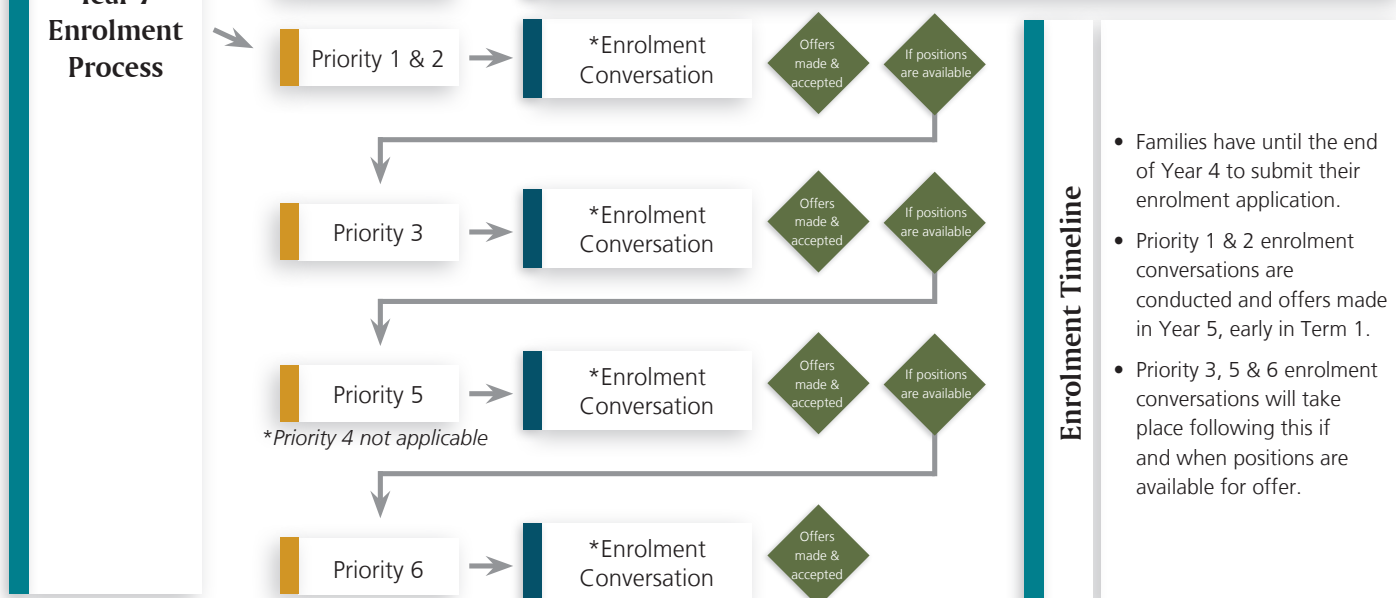 Enrolment
Process
Priority 1 & 2
*Enrolment
Conversation
Offers
made &
accepted
If positions
are available
Priority 3
*Enrolment
Conversation
Offers
made &
accepted
If positions
are available
Priority 5
*Priority 4 not applicable
*Enrolment
Conversation
Offers
made &
accepted
If positions
are available
Priority 6
*Enrolment
Conversation
Offers
made &
accepted
Enrolment Timeline
• Families have until the end
of Year 4 to submit their
enrolment application.
• Priority 1 & 2 enrolment
conversations are
conducted and offers made
in Year 5, early in Term 1.
• Priority 3, 5 & 6 enrolment
conversations will take
place following this if
and when positions are
available for offer.